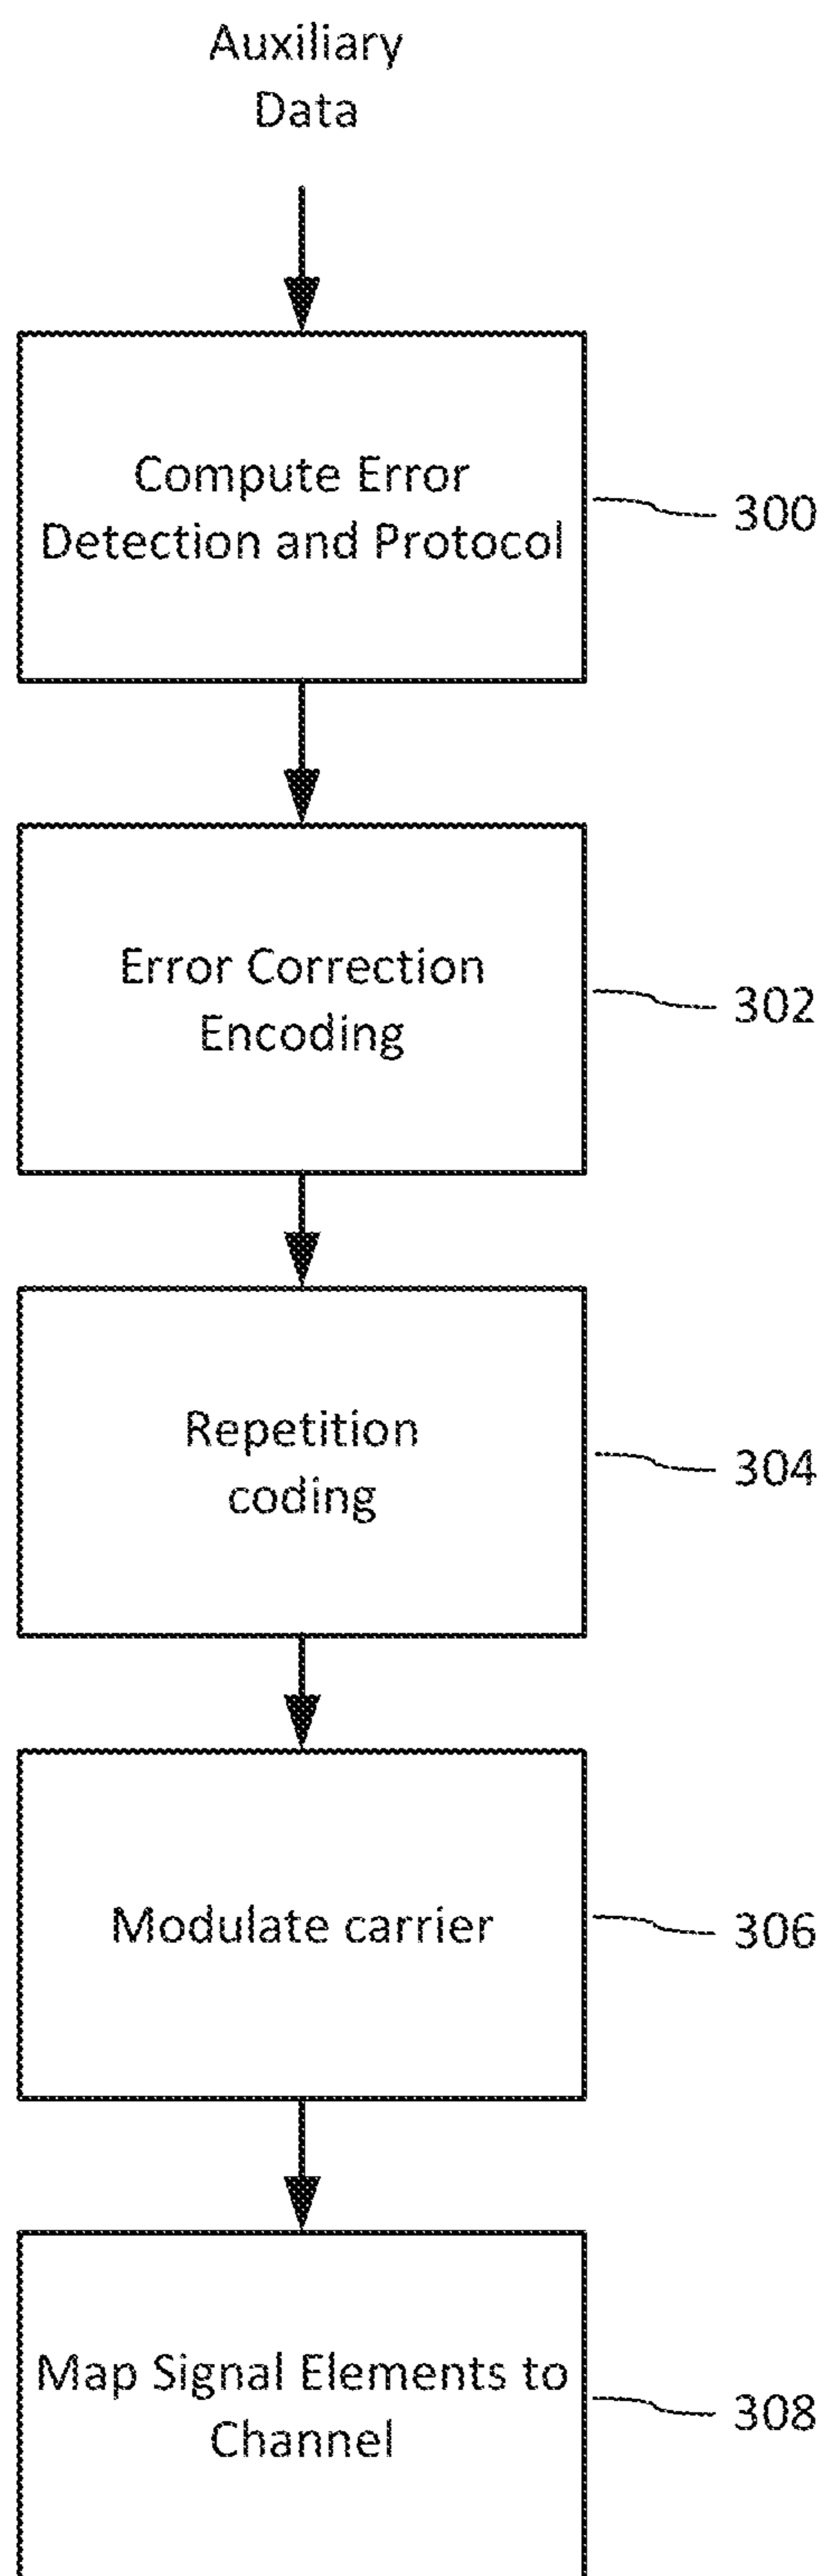 Auxiliary
Data
Compute Error
Detection and Protocol
300
Error Correction
Encoding
302
Repetition
coding
304
Modulate carrier
306
Map Signal Elements to
Channel
308